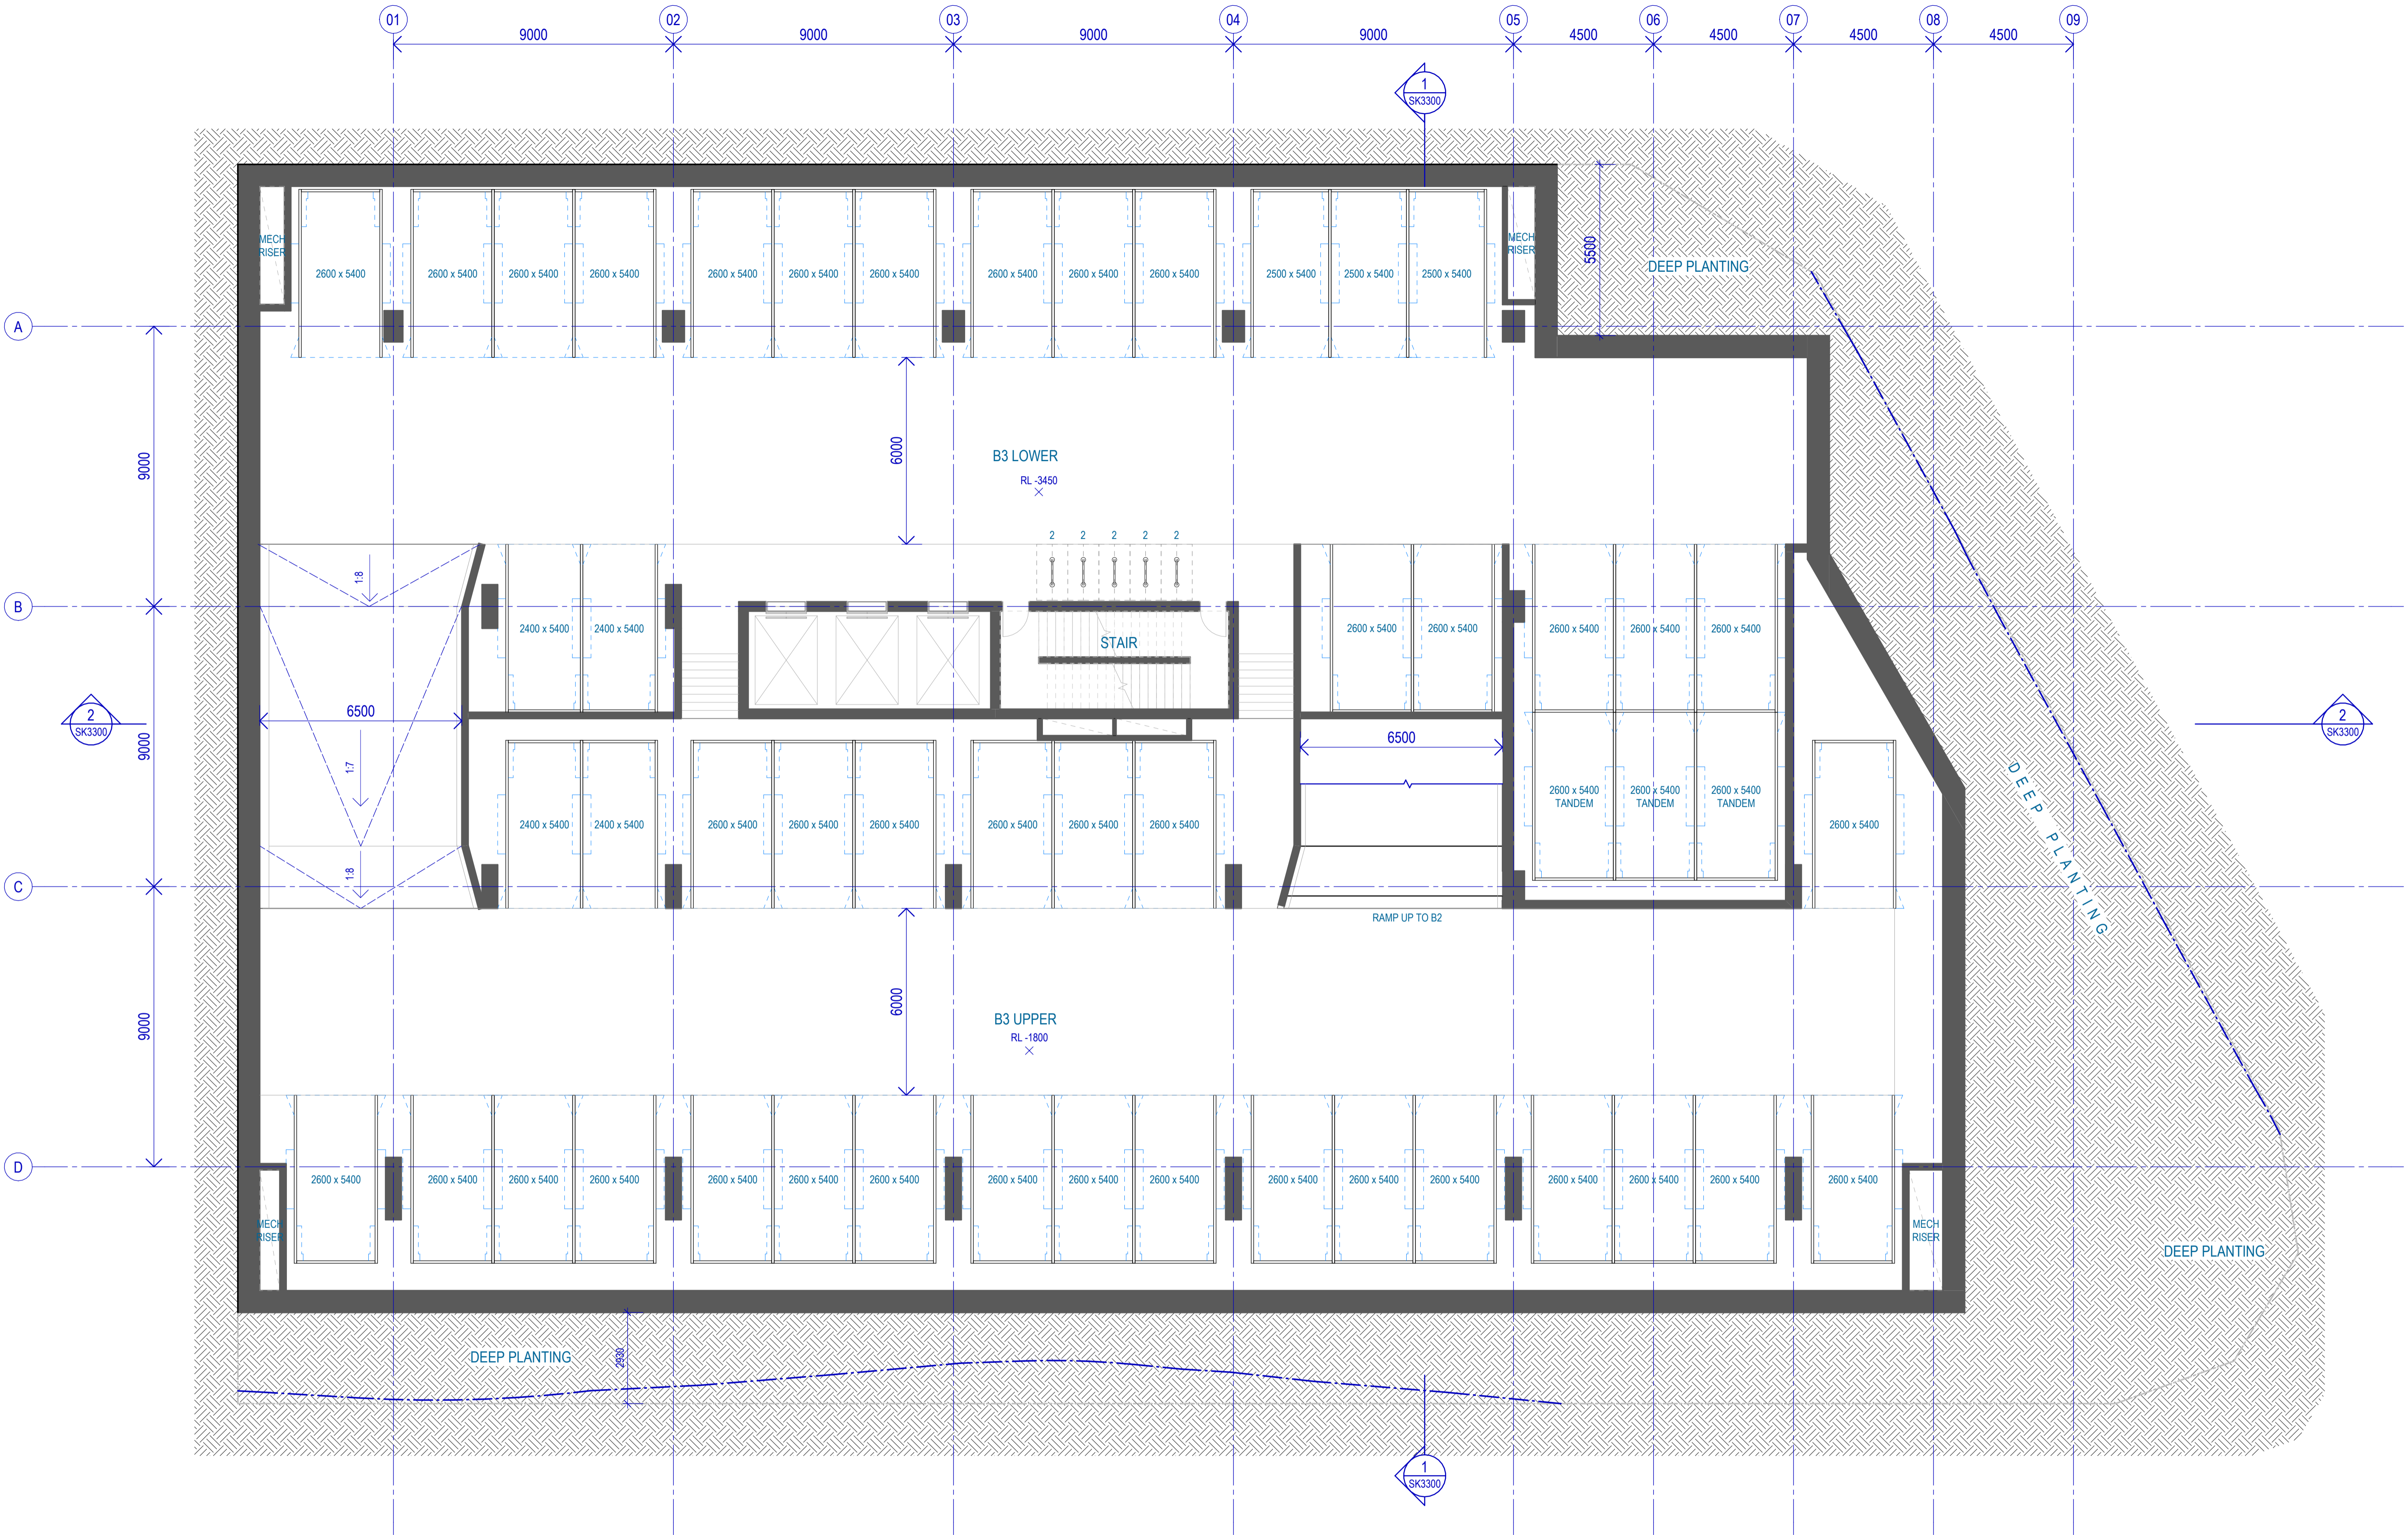 01 02 03 04 05 06 07 08 09
9000 9000 9000 9000 4500 4500 4500 4500
1
SK3300
MECH
RISER
MECH
RISER
5500
DEEP PLANTING
2600 x 5400 2600 x 5400 2600 x 5400 2600 x 5400 2600 x 5400 2600 x 5400 2600 x 5400 2600 x 5400 2600 x 5400 2600 x 5400 2500 x 5400 2500 x 5400 2500 x 5400
A
9000
6000
B3 LOWER
RL -3450
2 2 2 2 2
1:8
B
2400 x 5400 2400 x 5400
STAIR
2600 x 5400 2600 x 5400 2600 x 5400 2600 x 5400 2600 x 5400
2
SK3300
6500
9000
6500
2
SK3300
1:7
2600 x 5400
TANDEM
2600 x 5400
TANDEM
2600 x 5400
TANDEM
2400 x 5400 2400 x 5400 2600 x 5400 2600 x 5400 2600 x 5400 2600 x 5400 2600 x 5400 2600 x 5400 2600 x 5400
DEEP PLANTING
1:8
C
RAMP UP TO B2
9000
6000
B3 UPPER
RL -1800
D
2600 x 5400 2600 x 5400 2600 x 5400 2600 x 5400 2600 x 5400 2600 x 5400 2600 x 5400 2600 x 5400 2600 x 5400 2600 x 5400 2600 x 5400 2600 x 5400 2600 x 5400 2600 x 5400 2600 x 5400 2600 x 5400 2600 x 5400
MECH
RISER
MECH
RISER
DEEP PLANTING
DEEP PLANTING
2930
1
SK3300